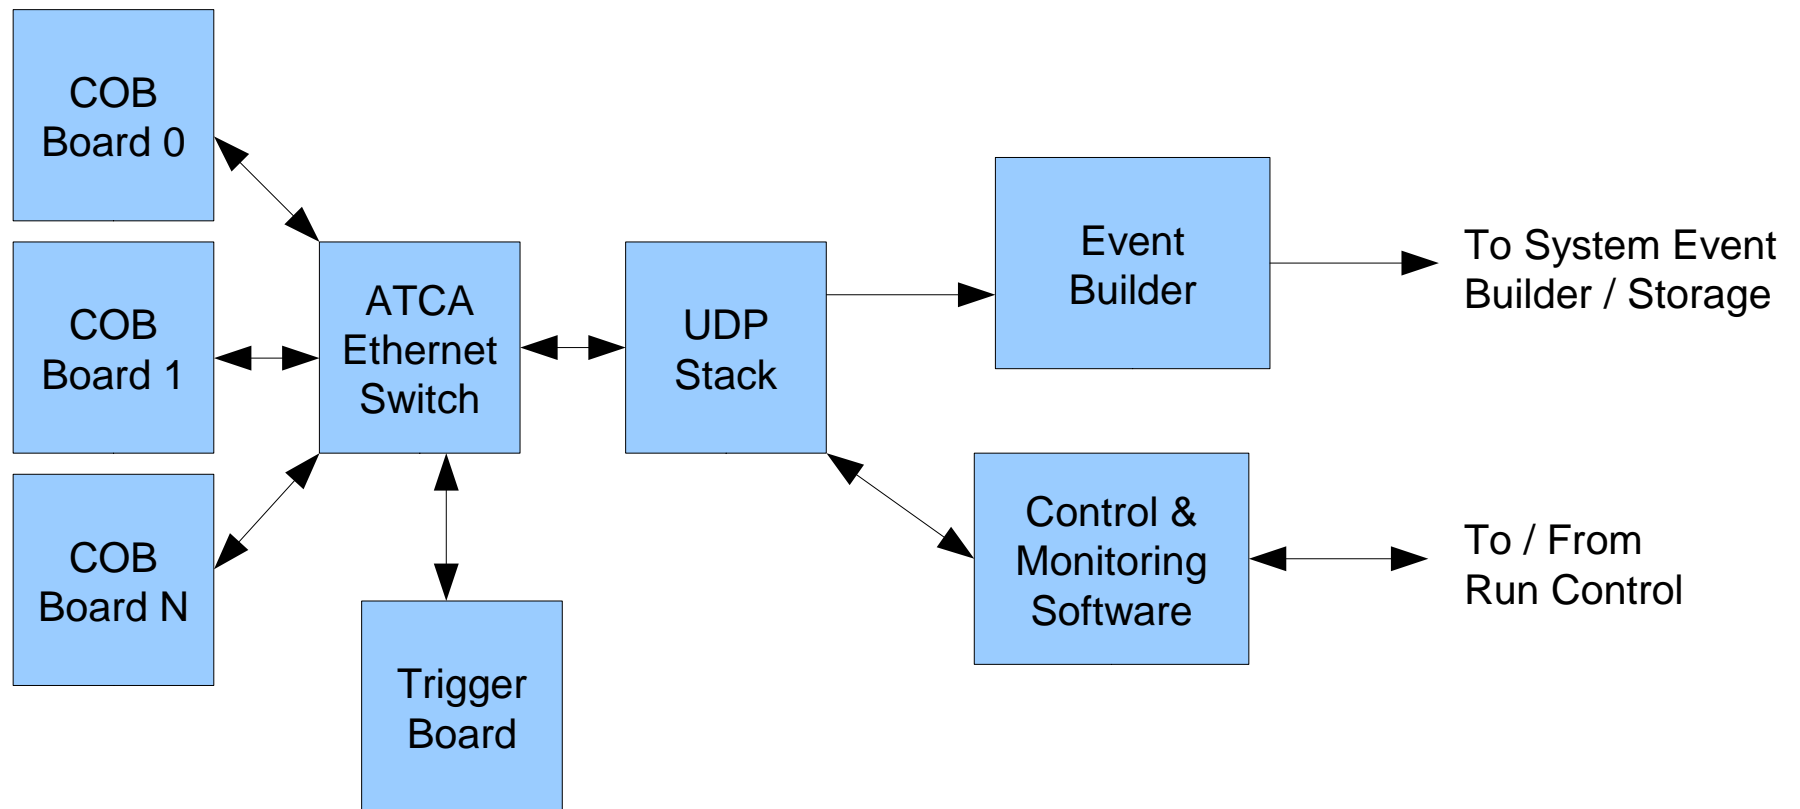 COB
Board 0
COB
Board 1
COB
Board N
ATCA
Ethernet
Switch
Trigger
Board
UDP
Stack
Event
Builder
Control &
Monitoring
Software
To System Event
Builder / Storage
To / From
Run Control